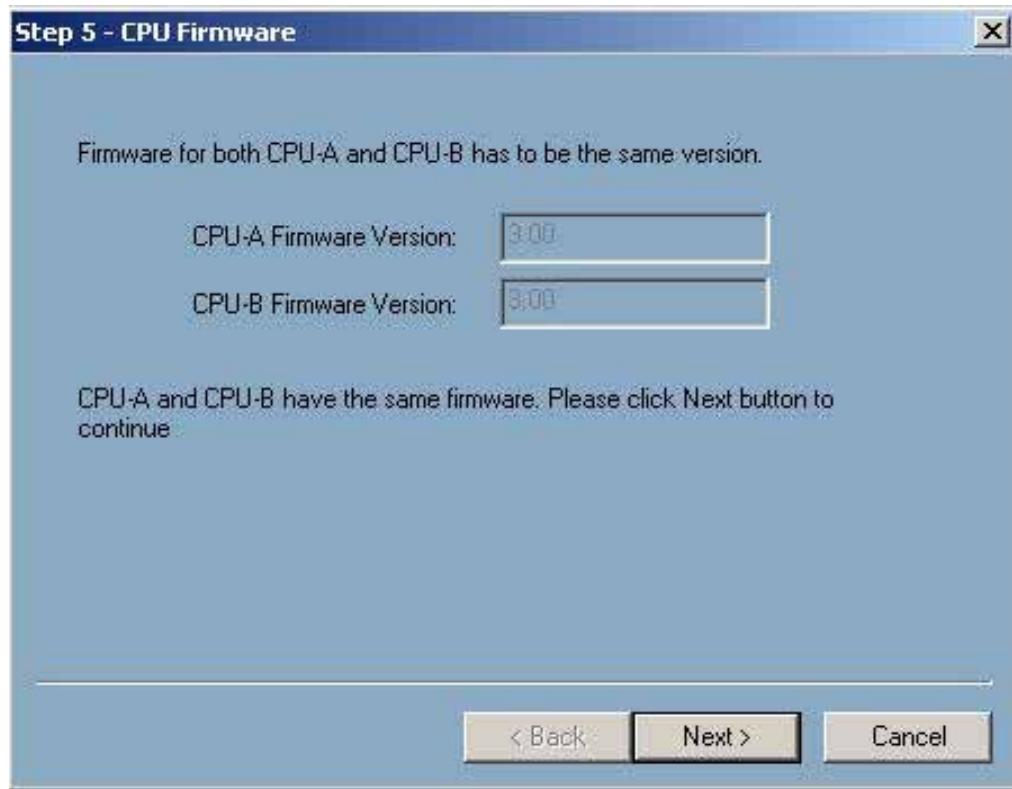 Step 5 - CPU Firmware
Firmware for both CPU-A and CPU-B has to be the same version.
CPU-A Firmware Version: 3.00
CPU-B Firmware Version: 3.00
CPU-A and CPU-B have the same firmware. Please click Next button to
continue
< Back Next > Cancel